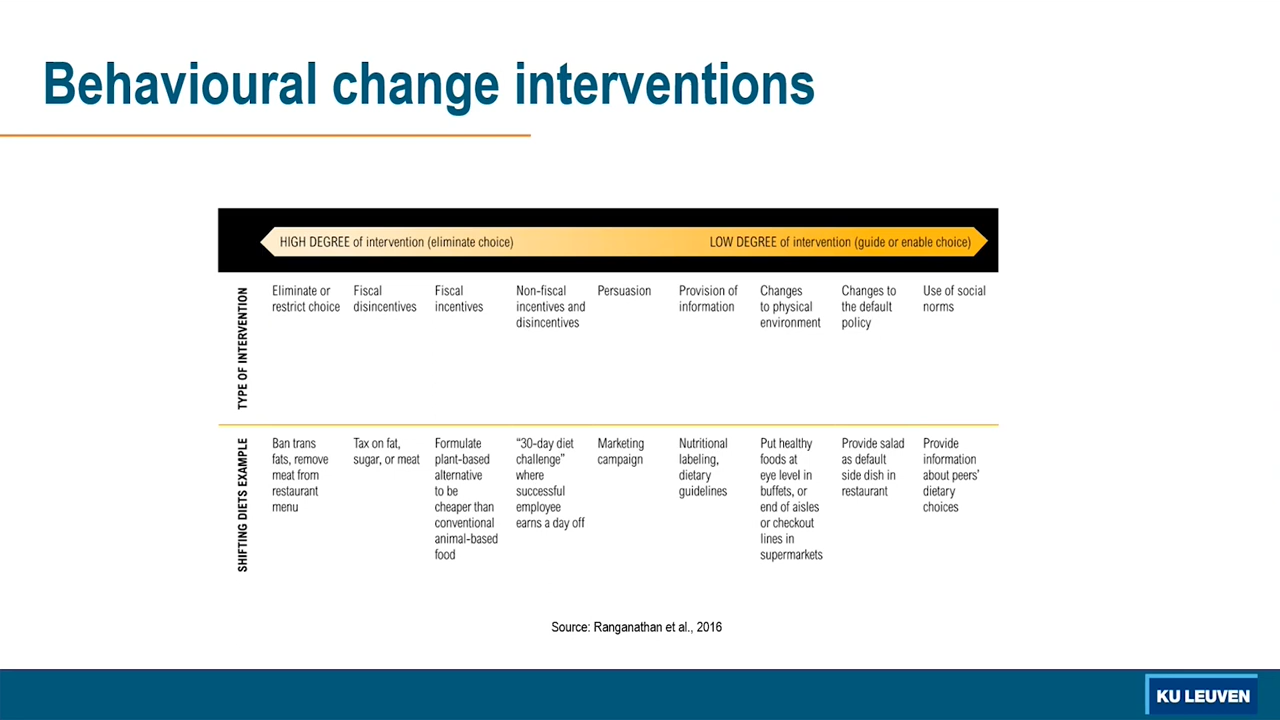 Behavioural change interventions
HIGH DEGREE of intervention (eliminate choice)
LOW DEGREE of intervention (guide or enable choice)
TYPE OF INTERVENTION
Eliminate or
restrict choice
Fiscal
disincentives
Fiscal
incentives
Non-fiscal
incentives and
disincentives
Persuasion
Provision of
information
Changes
to physical
environment
Changes to
the default
policy
Use of social
norms
SHIFTING DIETS EXAMPLE
Ban trans
fats, remove
meat from
restaurant
menu
Tax on fat,
sugar, or meat
Formulate
plant-based
alternative
to be
cheaper than
conventional
animal-based
food
“30-day diet
challenge”
where
successful
employee
earns a day off
Marketing
campaign
Nutritional
labeling,
dietary
guidelines
Put healthy
foods at
eye level in
buffets, or
end of aisles
or checkout
lines in
supermarkets
Provide salad
as default
side dish in
restaurant
Provide
information
about peers’
dietary
choices
Source: Ranganathan et al., 2016
KU LEUVEN